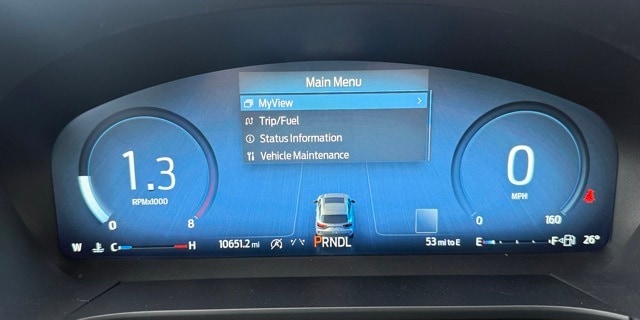 Main Menu
MyView
Trip/Fuel
Status Information
Vehicle Maintenance
1.3
RPMx1000
0 8
0
MPH
0 160
W C H 10651.2 mi PRNDL 53 mi to E E F 26°